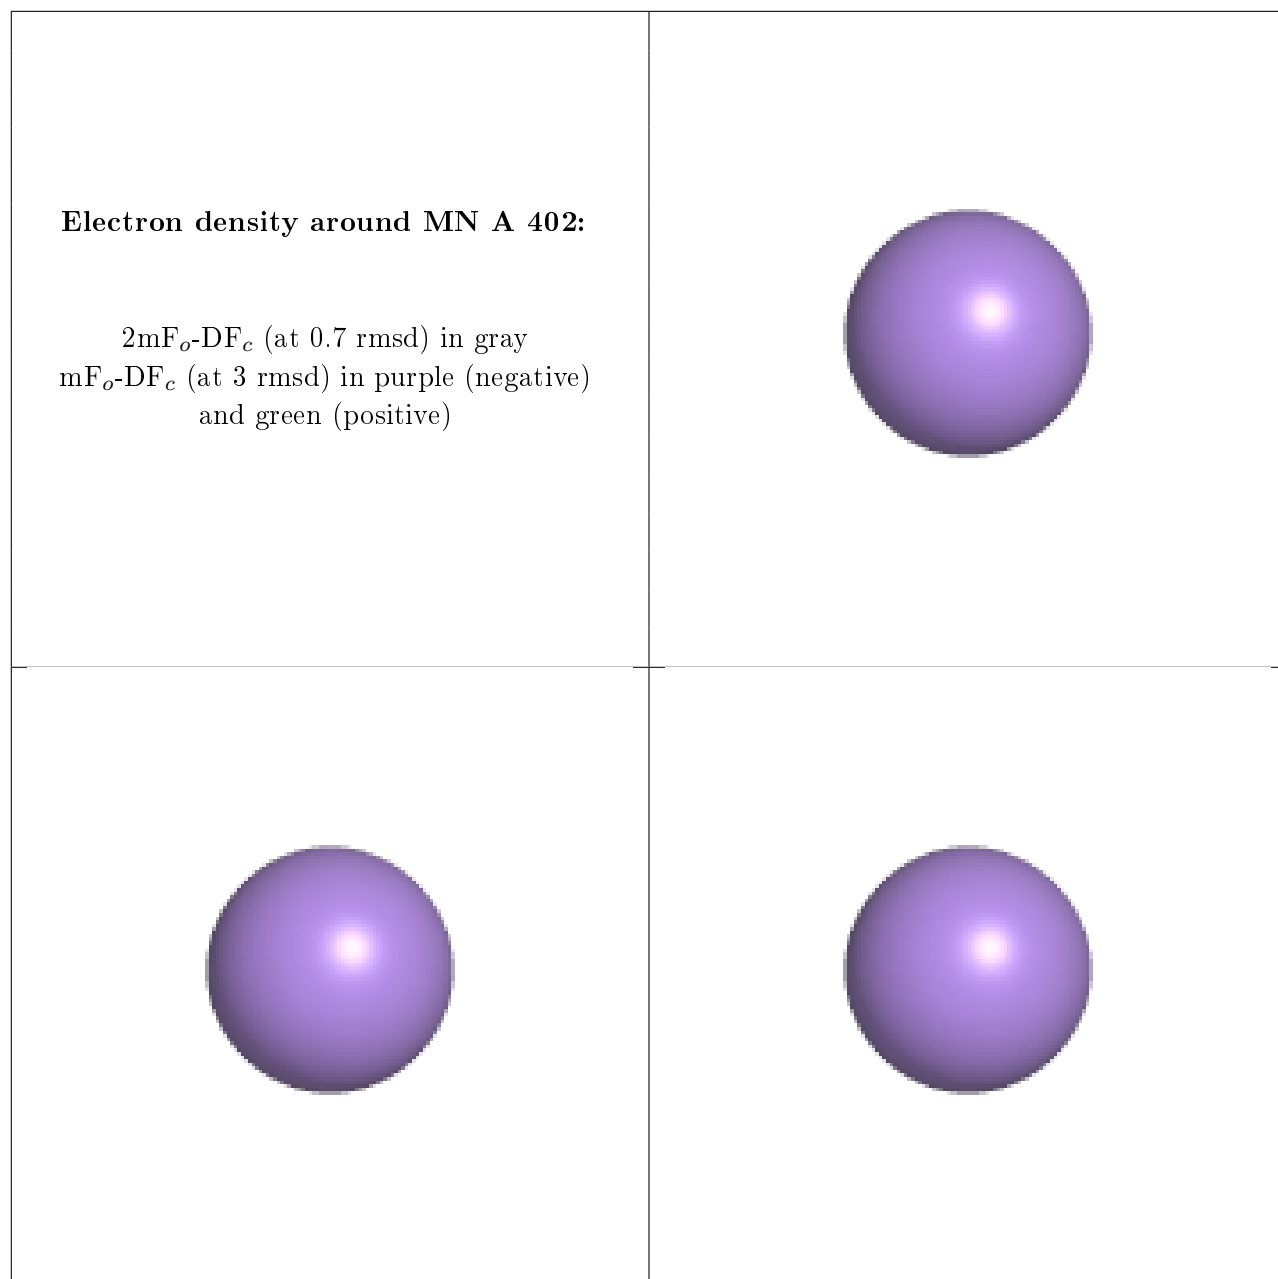 Electron density around MN A 402:
2mFo-DFc (at 0.7 rmsd) in gray
mFo-DFc (at 3 rmsd) in purple (negative)
and green (positive)